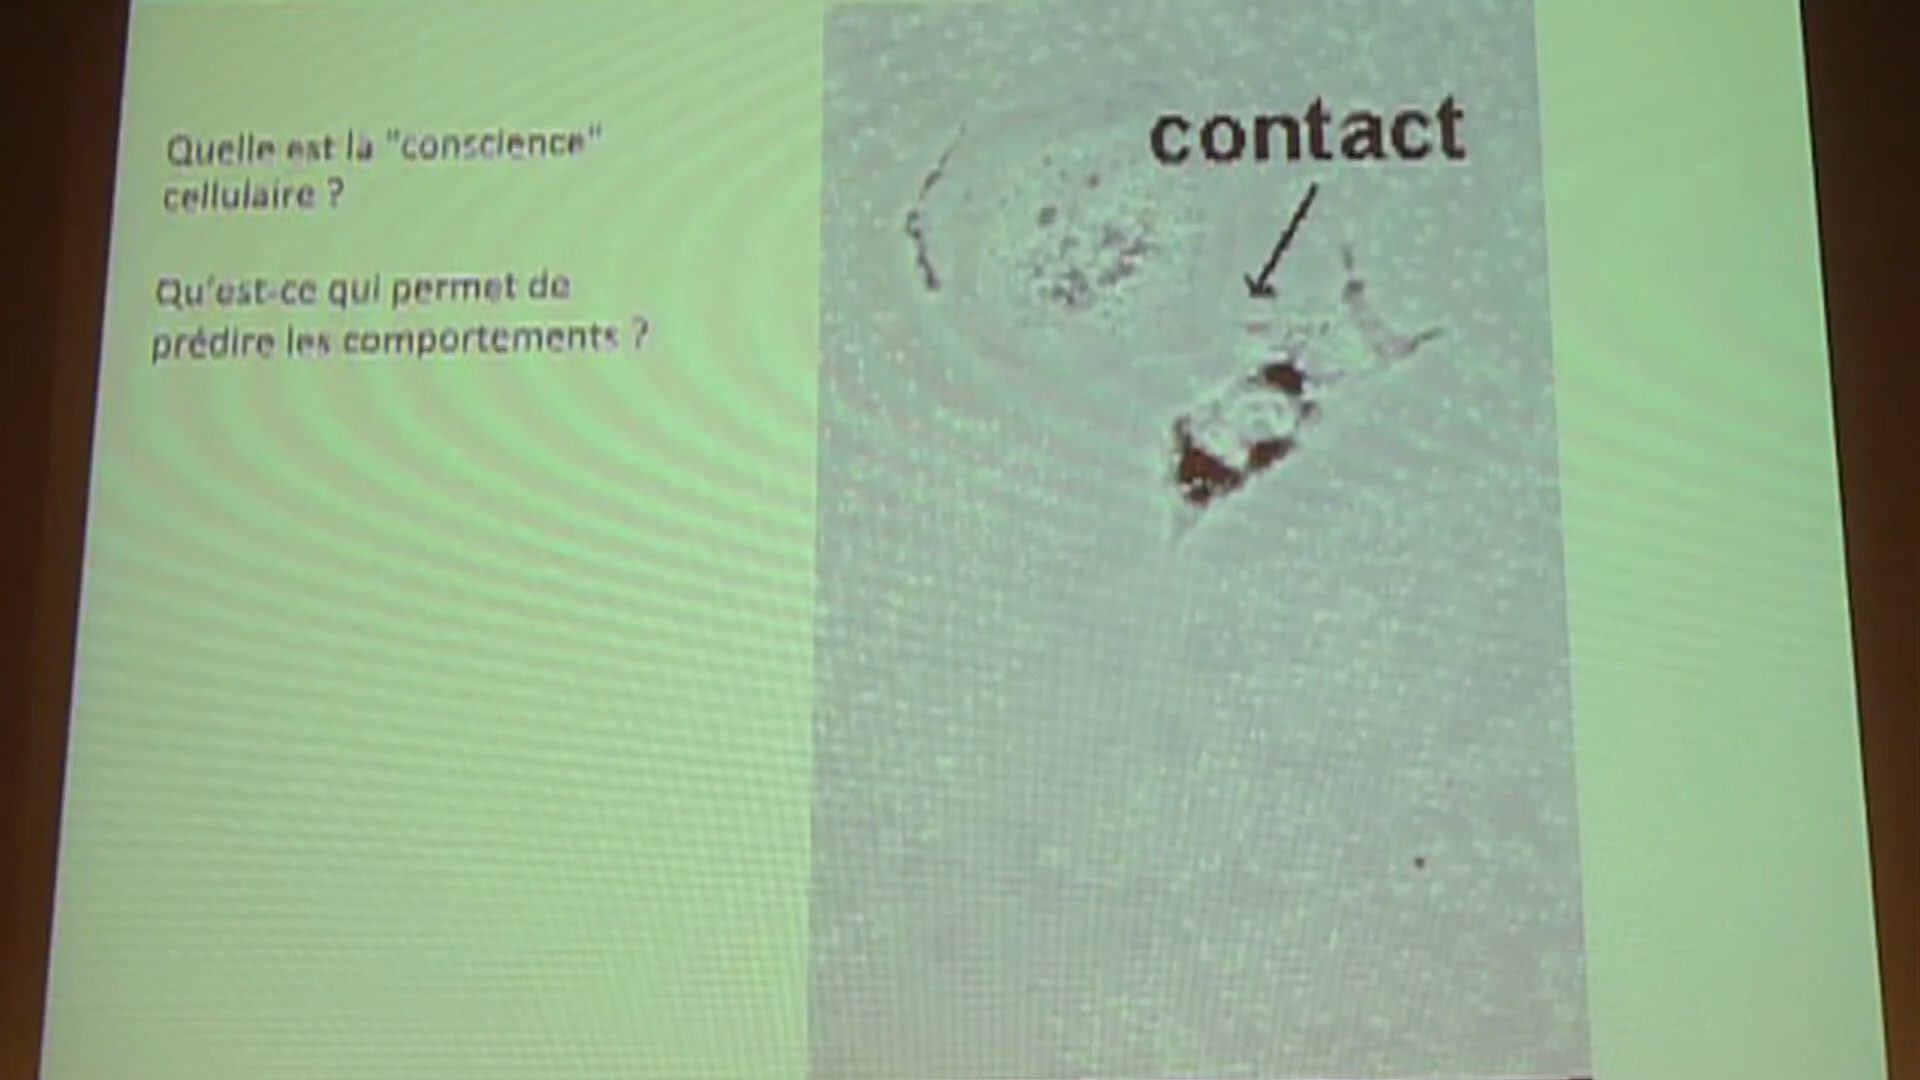 Quelle est la "conscience"
cellulaire ?
Qu'est-ce qui permet de
prédire les comportements ?
contact